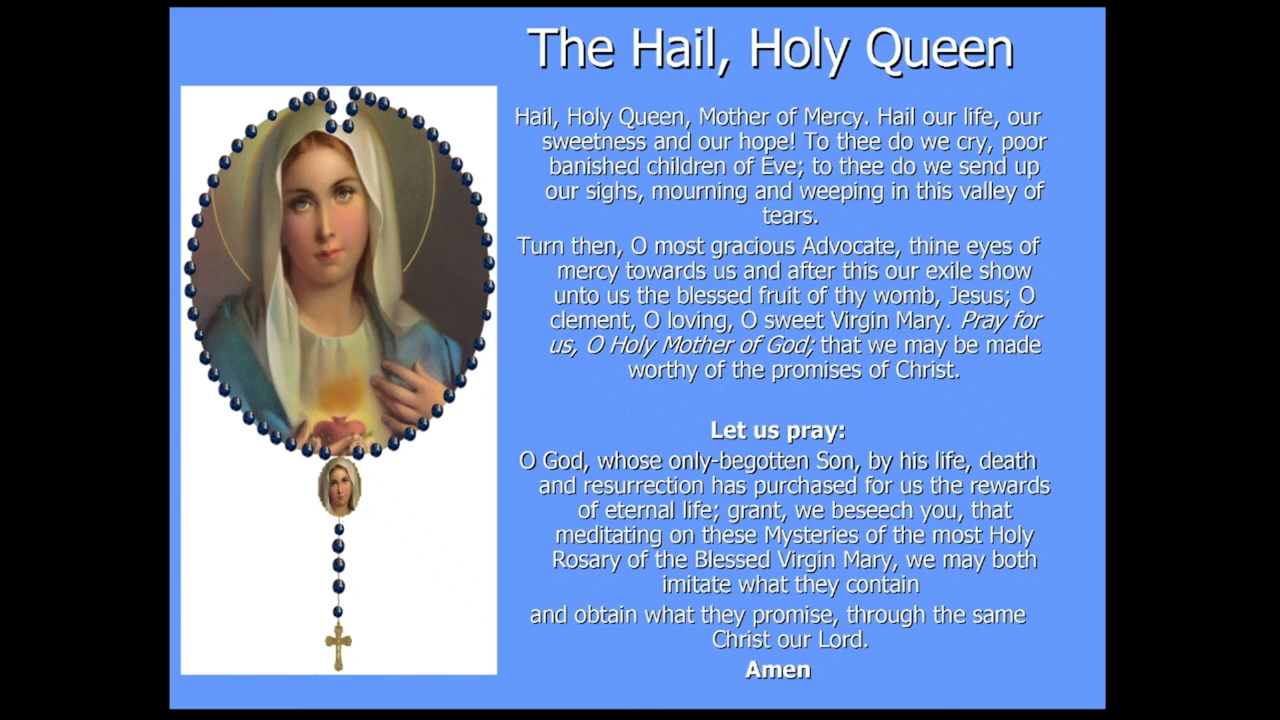 The Hail, Holy Queen
Hail, Holy Queen, Mother of Mercy. Hail our life, our
sweetness and our hope! To thee do we cry, poor
banished children of Eve; to thee do we send up
our sighs, mourning and weeping in this valley of
tears.
Turn then, O most gracious Advocate, thine eyes of
mercy towards us and after this our exile show
unto us the blessed fruit of thy womb, Jesus; O
clement, O loving, O sweet Virgin Mary. Pray for
us, O Holy Mother of God; that we may be made
worthy of the promises of Christ.
Let us pray:
O God, whose only-begotten Son, by his life, death
and resurrection has purchased for us the rewards
of eternal life; grant, we beseech you, that
meditating on these Mysteries of the most Holy
Rosary of the Blessed Virgin Mary, we may both
imitate what they contain
and obtain what they promise, through the same
Christ our Lord.
Amen